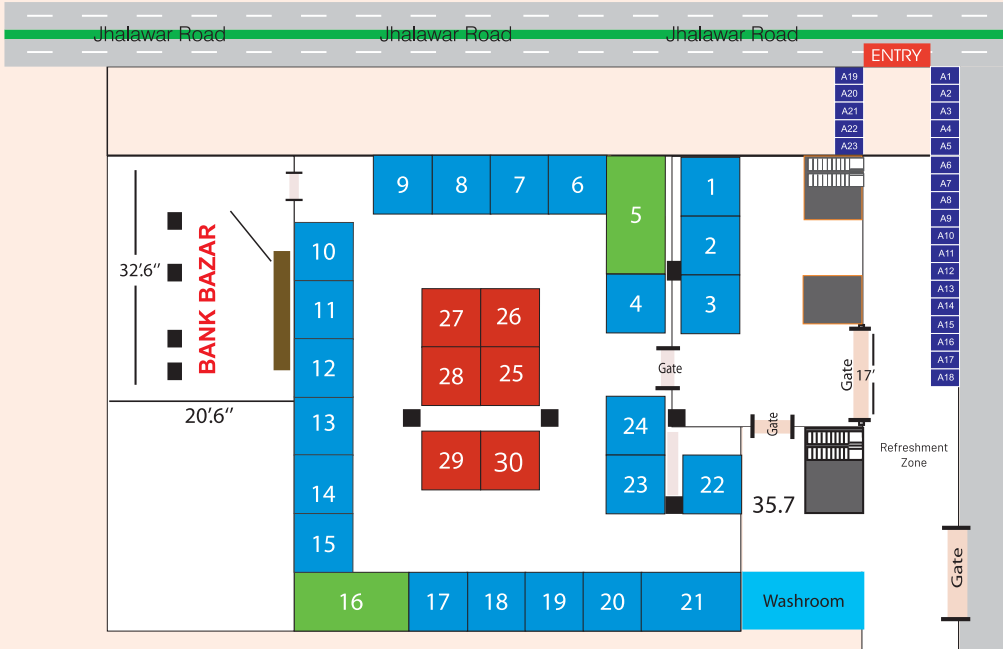 Jhalawar Road Jhalawar Road Jhalawar Road
ENTRY
A19 A1
A20 A2
A21 A3
A22 A4
A23 A5
A6
A7
A8
A9
A10
A11
A12
A13
A14
A15
A16
A17
A18
9 8 7 6 5 1
2
4 3
10
11
12
13
14
15
32'6"
BANK BAZAR
20'6"
27 26
28 25
29 30
Gate
24
23 22
Gate
Gate
17'
35.7
Refreshment
Zone
Gate
16 17 18 19 20 21 Washroom